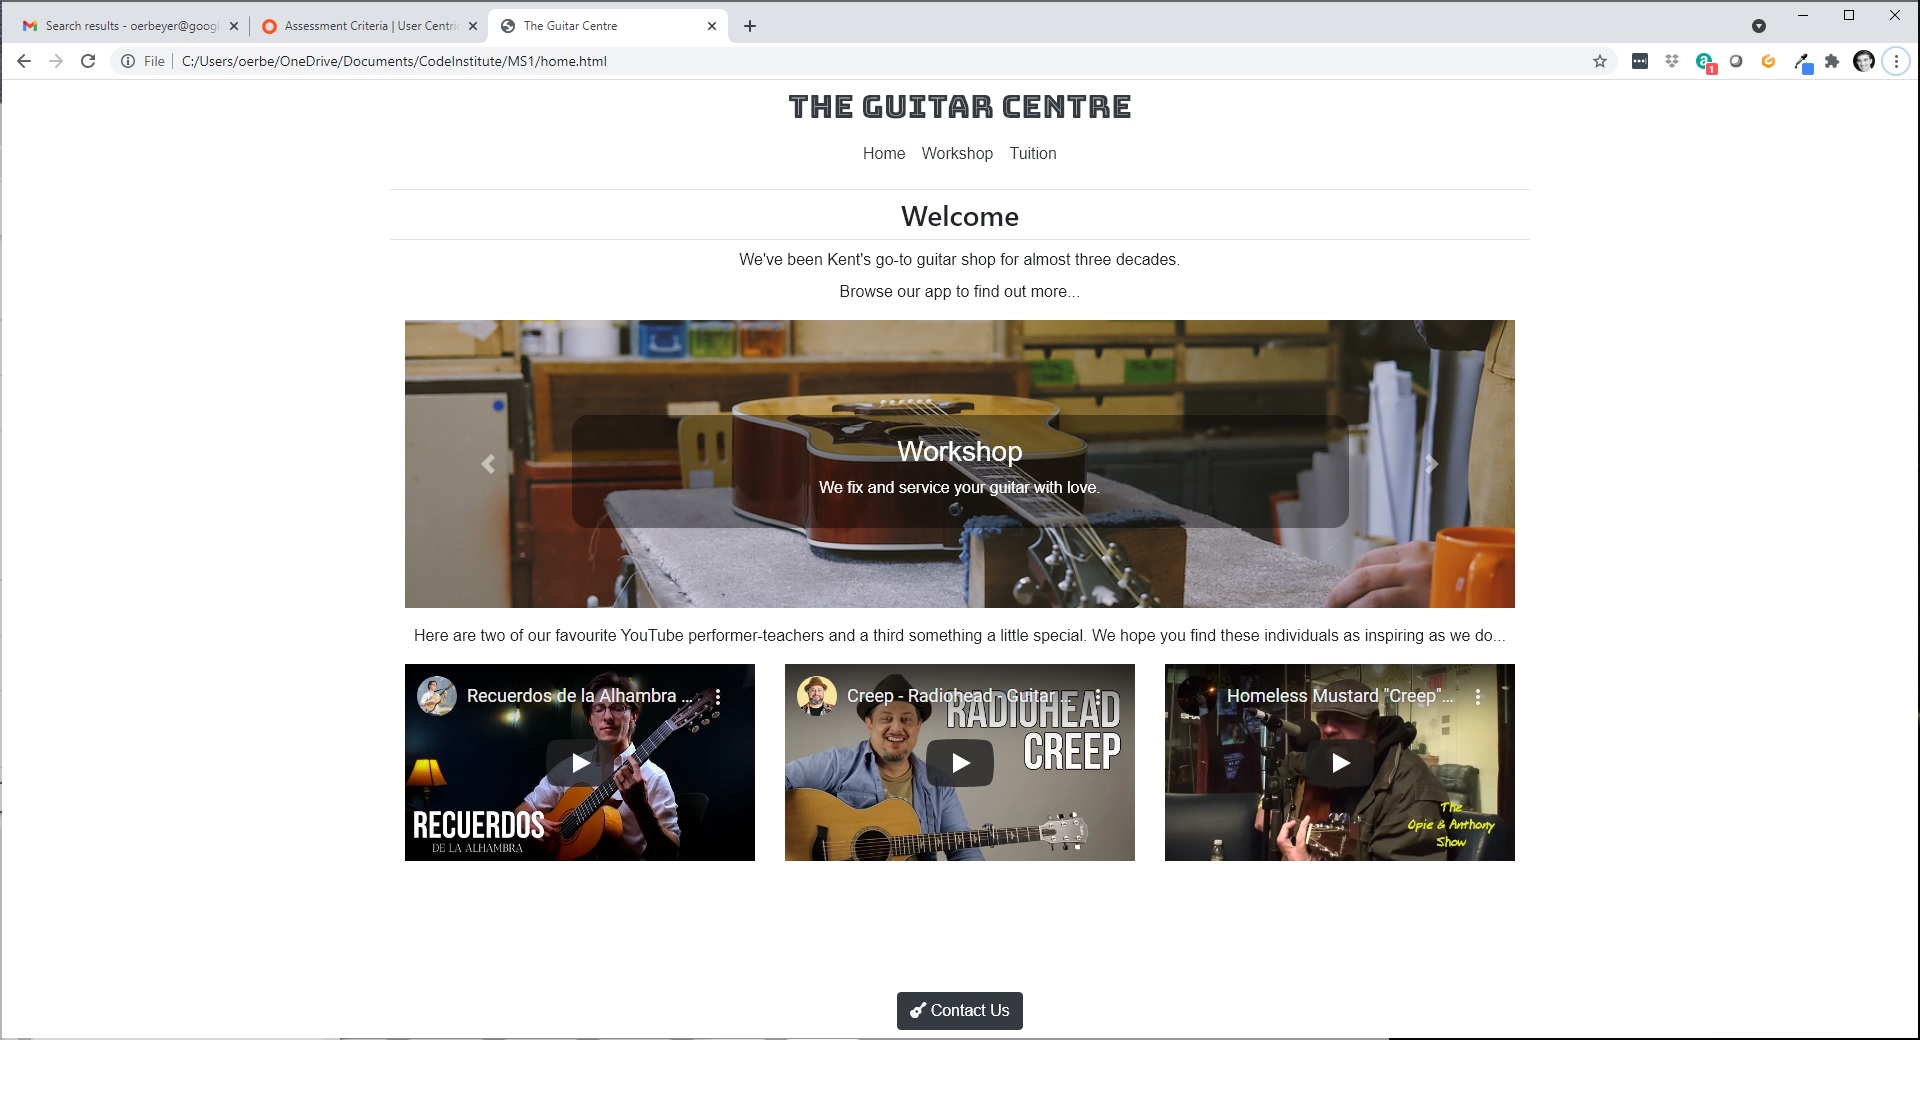 Search results - oerbeyer@googl
Assessment Criteria | User Centric
The Guitar Centre
File
C:/Users/oerbe/OneDrive/Documents/CodeInstitute/MS1/home.html
1
THE GUITAR CENTRE
Home Workshop Tuition
Welcome
We've been Kent's go-to guitar shop for almost three decades.
Browse our app to find out more...
Workshop
We fix and service your guitar with love.
Here are two of our favourite YouTube performer-teachers and a third something a little special. We hope you find these individuals as inspiring as we do...
Recuerdos de la Alhambra ...
RECUERDOS
DE LA ALHAMBRA
Creep - Radiohead - Guitar ...
RADIOHEAD
CREEP
Homeless Mustard "Creep"...
The
Opie & Anthony
Show
Contact Us